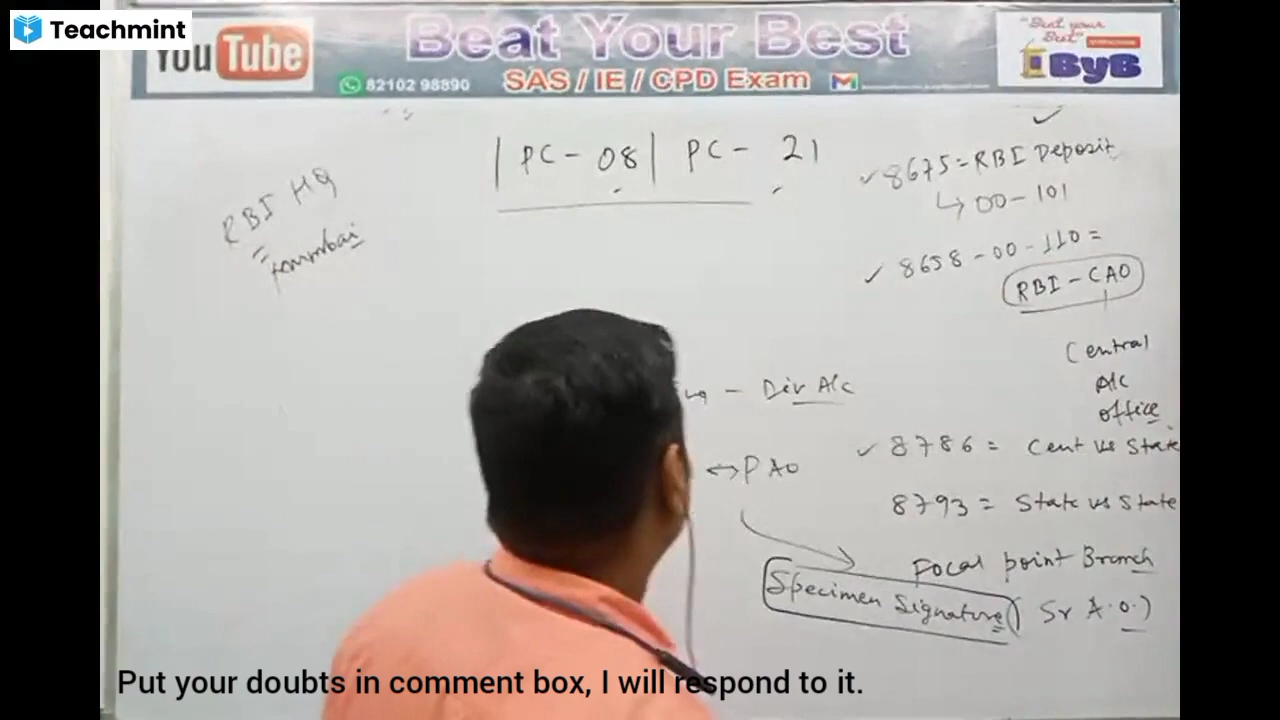 Teachmint
You Tube
Beat Your Best
82102 98890
SAS / IE / CPD Exam
"Beat your
Best"
ByB
PC - 08 | PC - 21
RBI HQ
Mumbai
8675 = RBI Deposit
↳ 00-101
8658-00-110 =
RBI - CAO
Central
A/c
office
- Div A/c
8786 = Cent vs State
↔ PAO
8793 = State vs State
Focal point Branch
Specimen Signature ( Sr A.O.)
Put your doubts in comment box, I will respond to it.